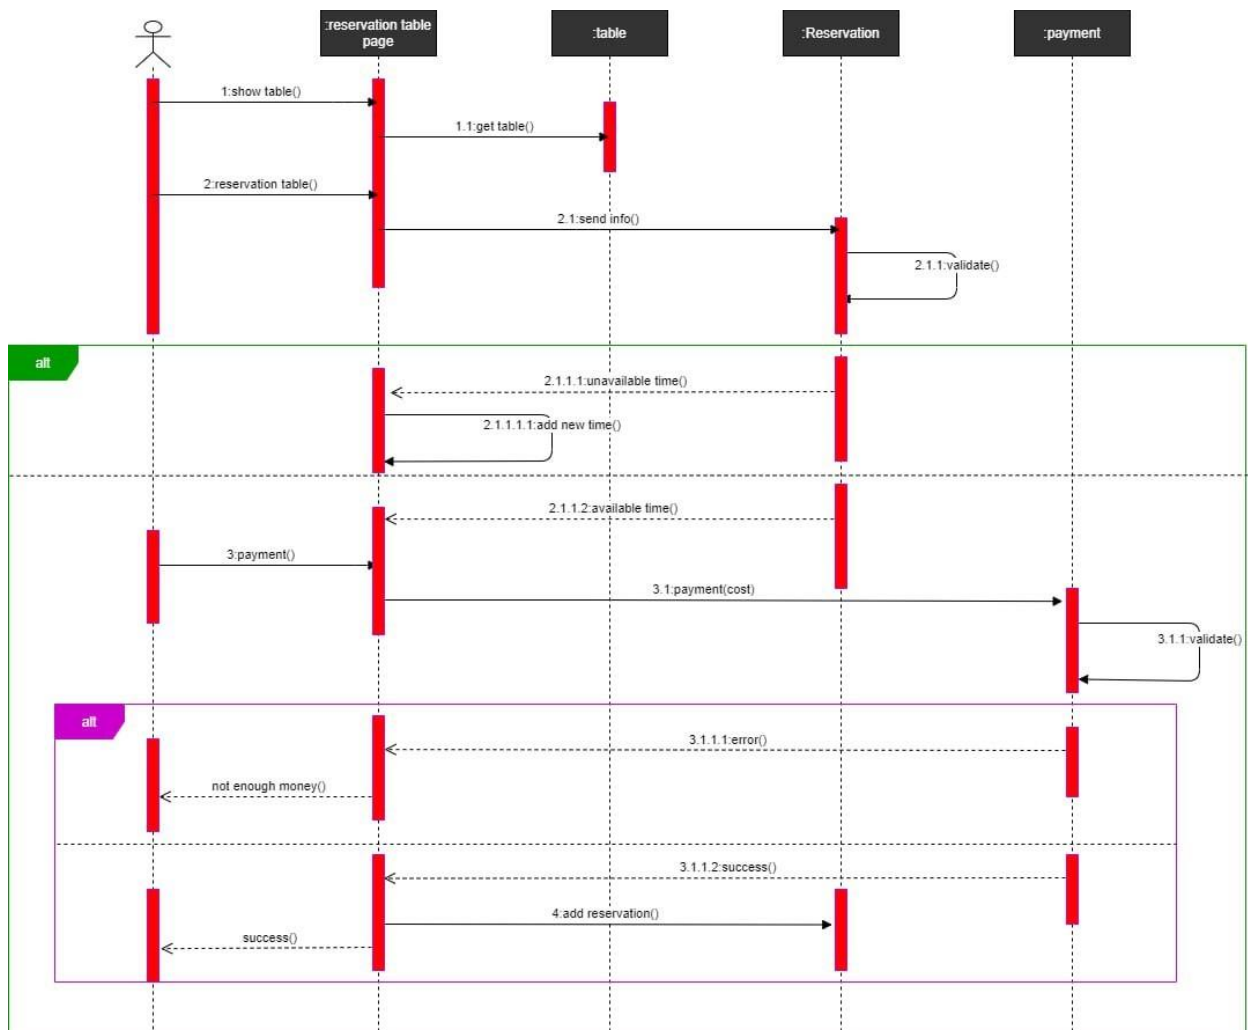 :reservation table
page
:table
:Reservation
:payment
1:show table()
1.1:get table()
2:reservation table()
2.1:send info()
2.1.1:validate()
alt
2.1.1.1:unavailable time()
2.1.1.1.1:add new time()
2.1.1.2:available time()
3:payment()
3.1:payment(cost)
3.1.1:validate()
alt
3.1.1.1:error()
not enough money()
3.1.1.2:success()
4:add reservation()
success()